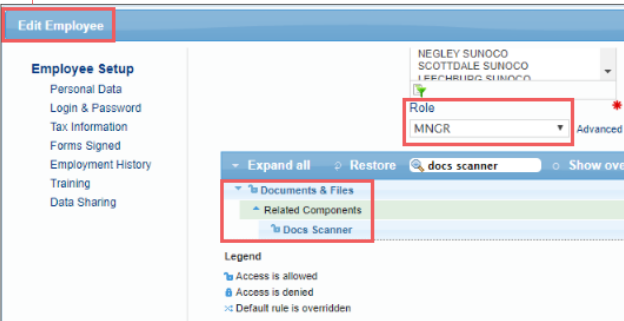 Edit Employee
Employee Setup
Personal Data
Login & Password
Tax Information
Forms Signed
Employment History
Training
Data Sharing
NEGLEY SUNOCO
SCOTTDALE SUNOCO
LEECHBURG SUNOCO
Role
MNGR
Advanced
Expand all
Restore
docs scanner
Show ove
Documents & Files
Related Components
Docs Scanner
Legend
Access is allowed
Access is denied
Default rule is overridden